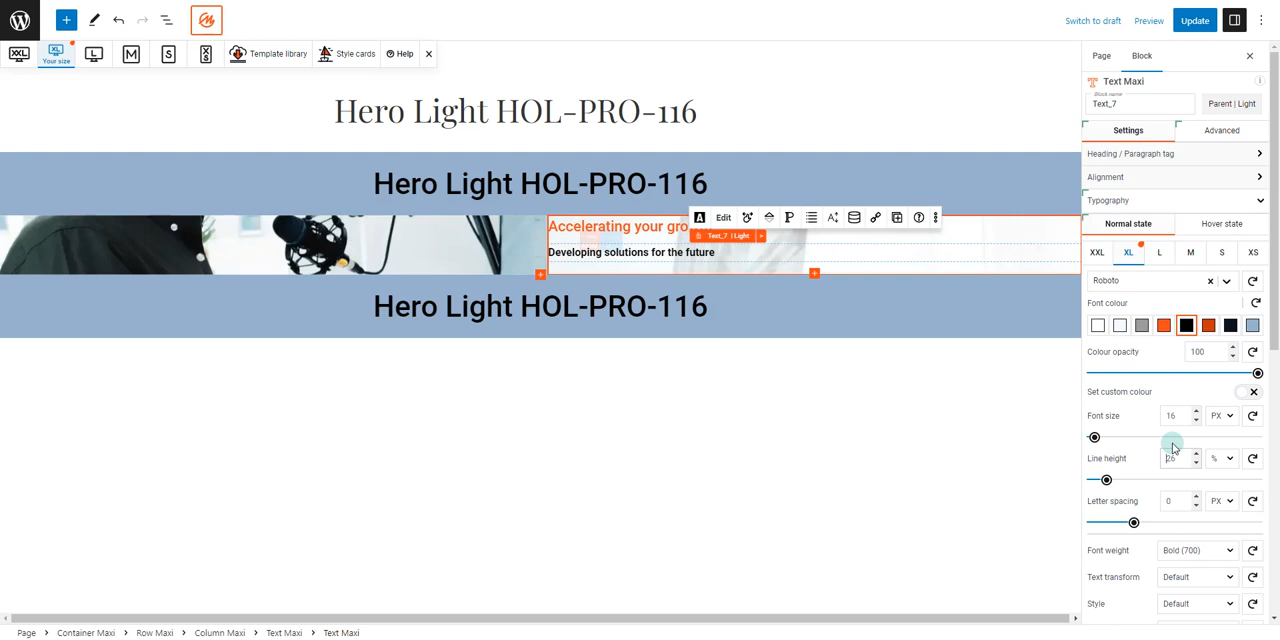 Switch to draft Preview Update
XXL XL Your size L M S XS Template library Style cards Help
Page Block
Text Maxi
Block name
Text_7 Parent | Light
Settings Advanced
Heading / Paragraph tag
Alignment
Typography
Normal state Hover state
XXL XL L M S XS
Roboto
Font colour
Colour opacity 100
Set custom colour
Font size 16 PX
Line height 26 %
Letter spacing 0 PX
Font weight Bold (700)
Text transform Default
Style Default
Hero Light HOL-PRO-116
Hero Light HOL-PRO-116
Edit
Accelerating your
Text_7 | Light
Developing solutions for the future
Hero Light HOL-PRO-116
Page Container Maxi Row Maxi Column Maxi Text Maxi Text Maxi